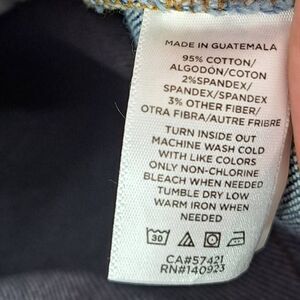 MADE IN GUATEMALA
95% COTTON/
ALGODÓN/COTON
2%SPANDEX/
SPANDEX/SPANDEX
3% OTHER FIBER/
OTRA FIBRA/AUTRE FRIBRE
TURN INSIDE OUT
MACHINE WASH COLD
WITH LIKE COLORS
ONLY NON-CHLORINE
BLEACH WHEN NEEDED
TUMBLE DRY LOW
WARM IRON WHEN
NEEDED
30
CA#57421
RN#140923